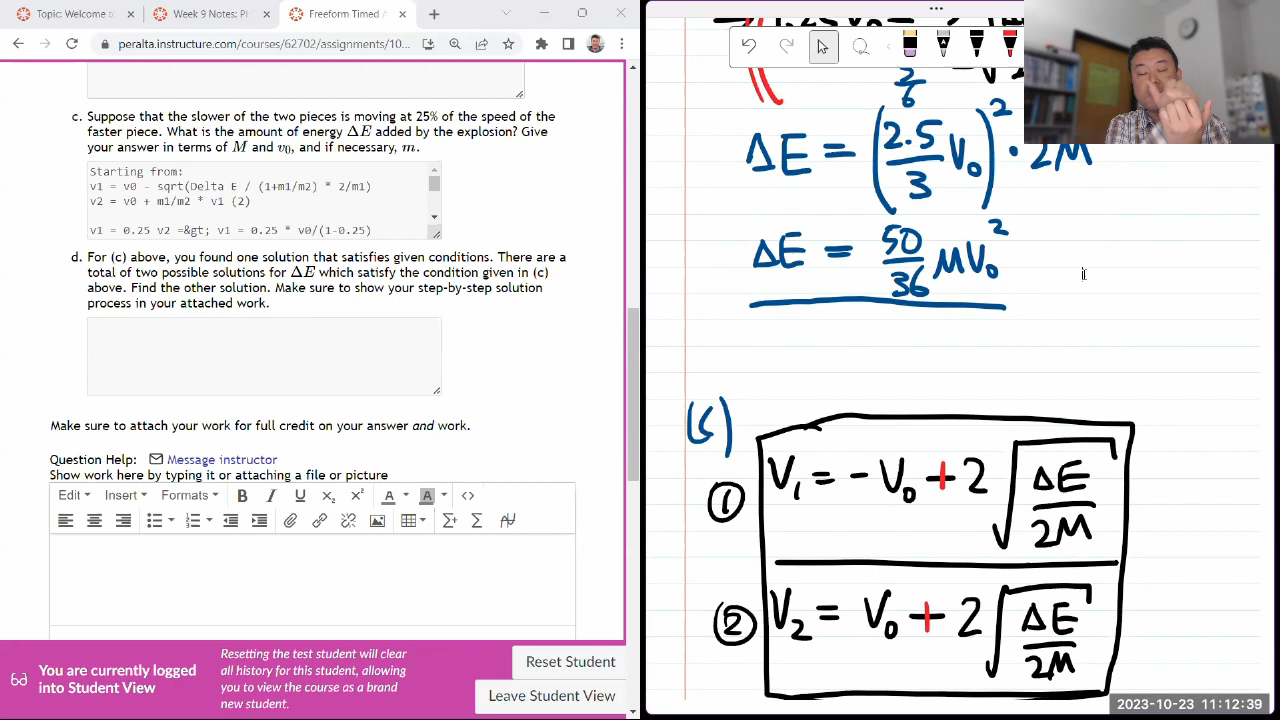 Topic Welcome to
Week 9 Notes
Freeform Timed A
peralta.instructure.com/courses/62
signments/10...
c. Suppose that the slower of the two pieces is moving at 25% of the speed of the
faster piece. What is the amount of energy ΔE added by the explosion? Give
your answer in terms of M and v₀, and if necessary, m.
Starting from:
v1 = v0 - sqrt(Delta E / (1+m1/m2) * 2/m1)
v1 = 0.25 v2 =&gt; v1 = 0.25 * v0/(1-0.25)
d. For (c) above, you found one solution that satisfies given conditions. There are a
total of two possible solutions for ΔE which satisfy the condition given in (c)
above. Find the other solution. Make sure to show your step-by-step solution
process in your attached work.
Make sure to attach your work for full credit on your answer and work.
Question Help: Message instructor
Show work here by typing it or attaching a file or picture
Edit Insert Formats B I U X₂ X² A A <>
You are currently logged
into Student View
Resetting the test student will clear
all history for this student, allowing
you to view the course as a brand
new student.
Reset Student
Leave Student View
ΔE = (2.5/3 V₀)² · 2M
ΔE = 50/36 MV₀²
(c)
① V₁ = - V₀ + 2 √(ΔE/2M)
② V₂ = V₀ + 2 √(ΔE/2M)
2023-10-23 11:12:39